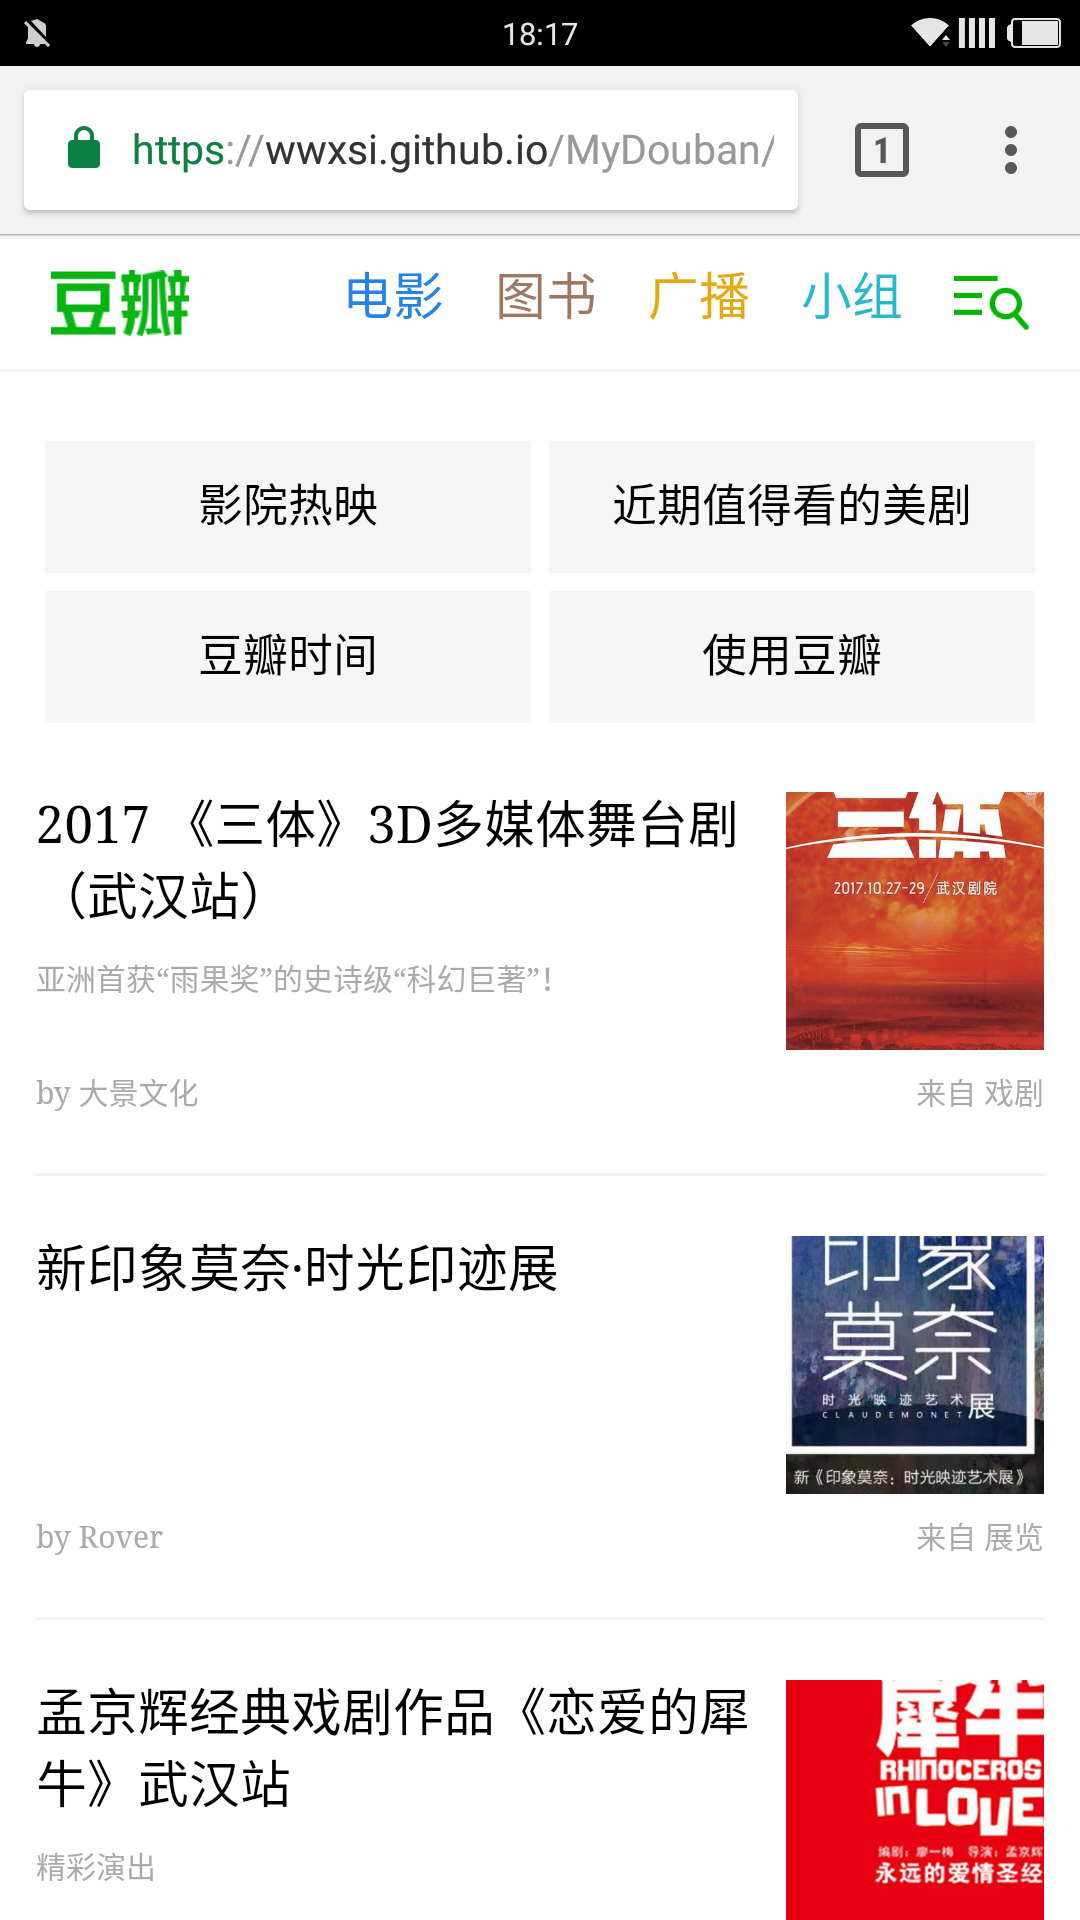 18:17
https://wwxsi.github.io/MyDouban/
1
豆瓣 电影 图书 广播 小组
影院热映 近期值得看的美剧
豆瓣时间 使用豆瓣
2017 《三体》3D多媒体舞台剧
（武汉站）
亚洲首获“雨果奖”的史诗级“科幻巨著”！
三体
2017.10.27-29/武汉剧院
by 大景文化 来自 戏剧
新印象莫奈·时光印迹展
印象
莫奈
时光映迹艺术展
CLAUDEMONET
新《印象莫奈：时光映迹艺术展》
by Rover 来自 展览
孟京辉经典戏剧作品《恋爱的犀
牛》武汉站
精彩演出
犀牛
RHINOCEROS
in LOVE
编剧：廖一梅 导演：孟京辉
永远的爱情圣经